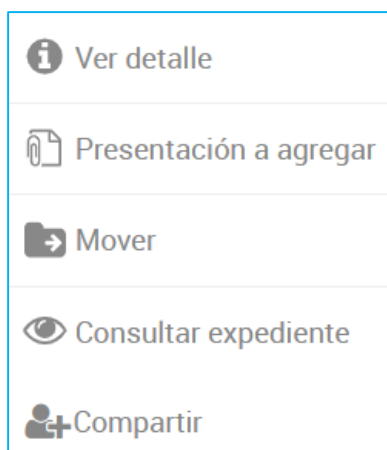 Ver detalle
Presentación a agregar
Mover
Consultar expediente
Compartir